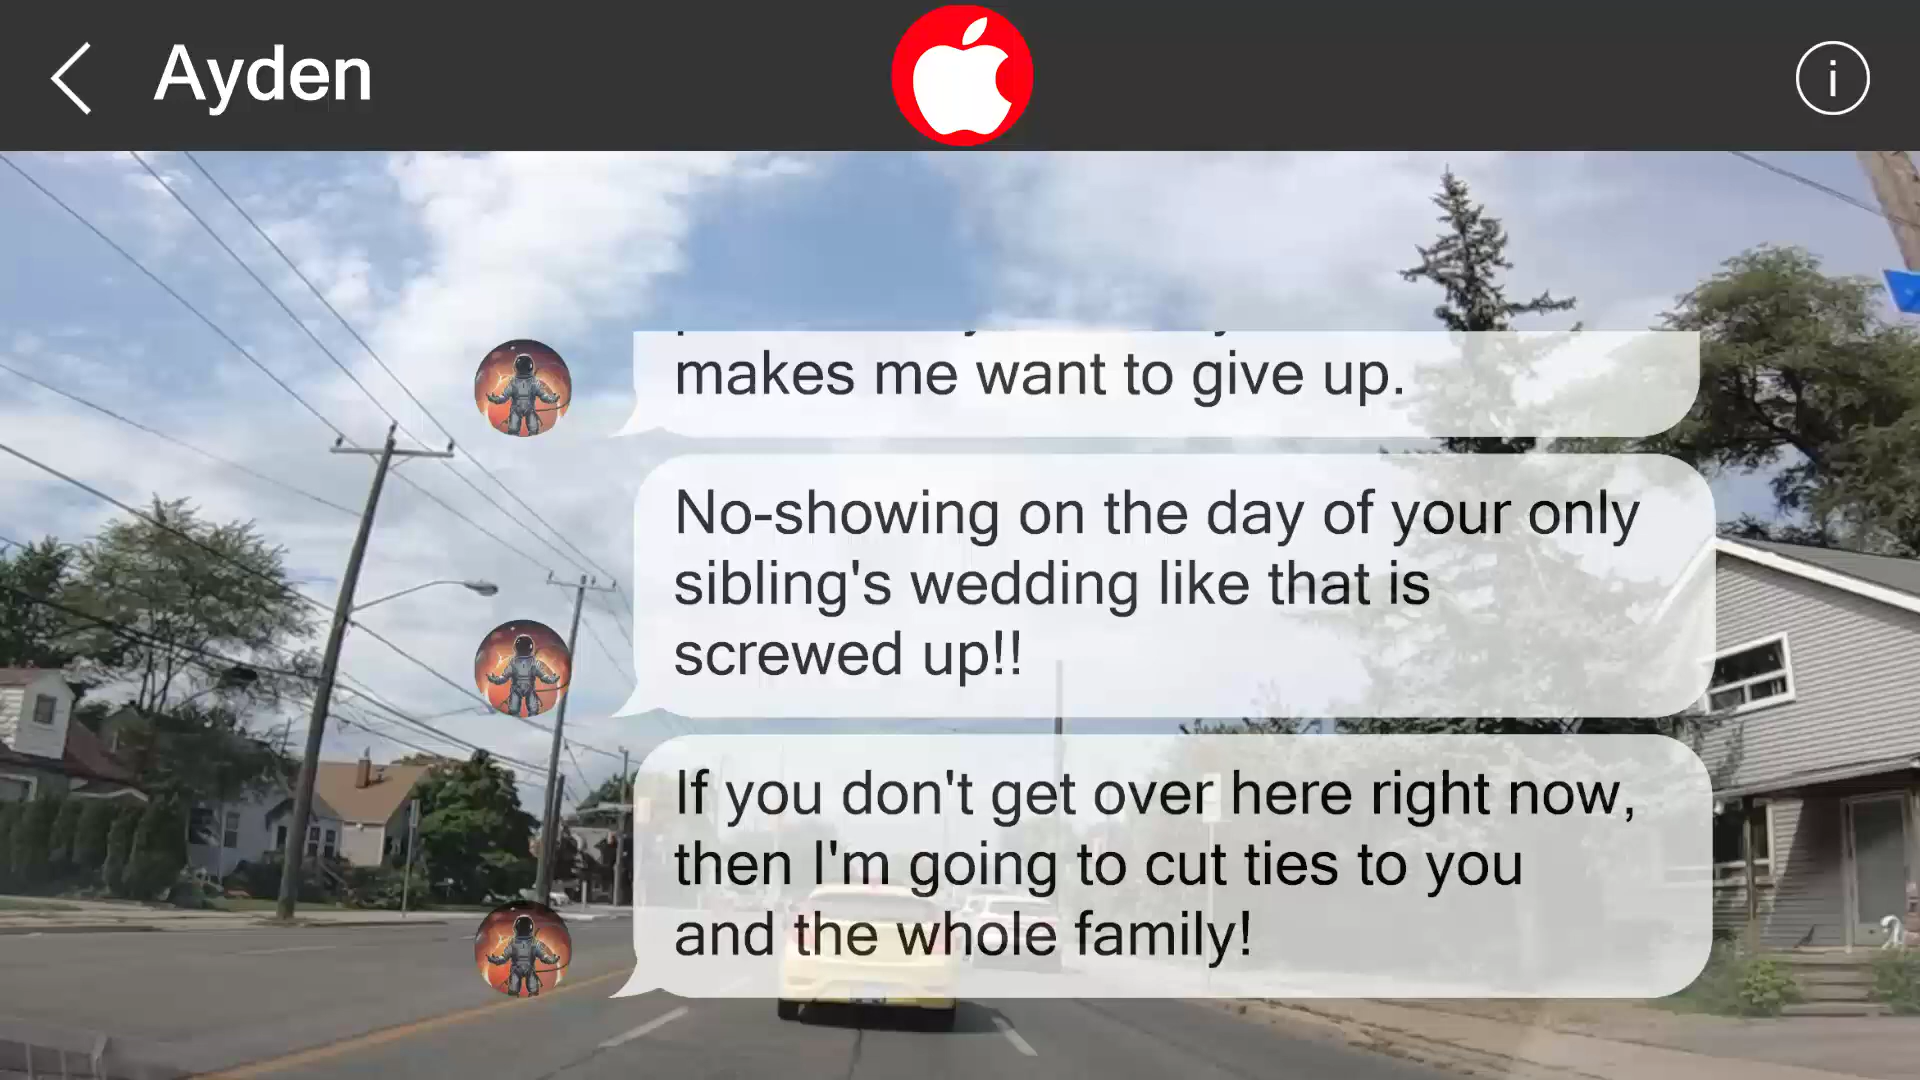 Ayden
makes me want to give up.
No-showing on the day of your only
sibling's wedding like that is
screwed up!!
If you don't get over here right now,
then I'm going to cut ties to you
and the whole family!